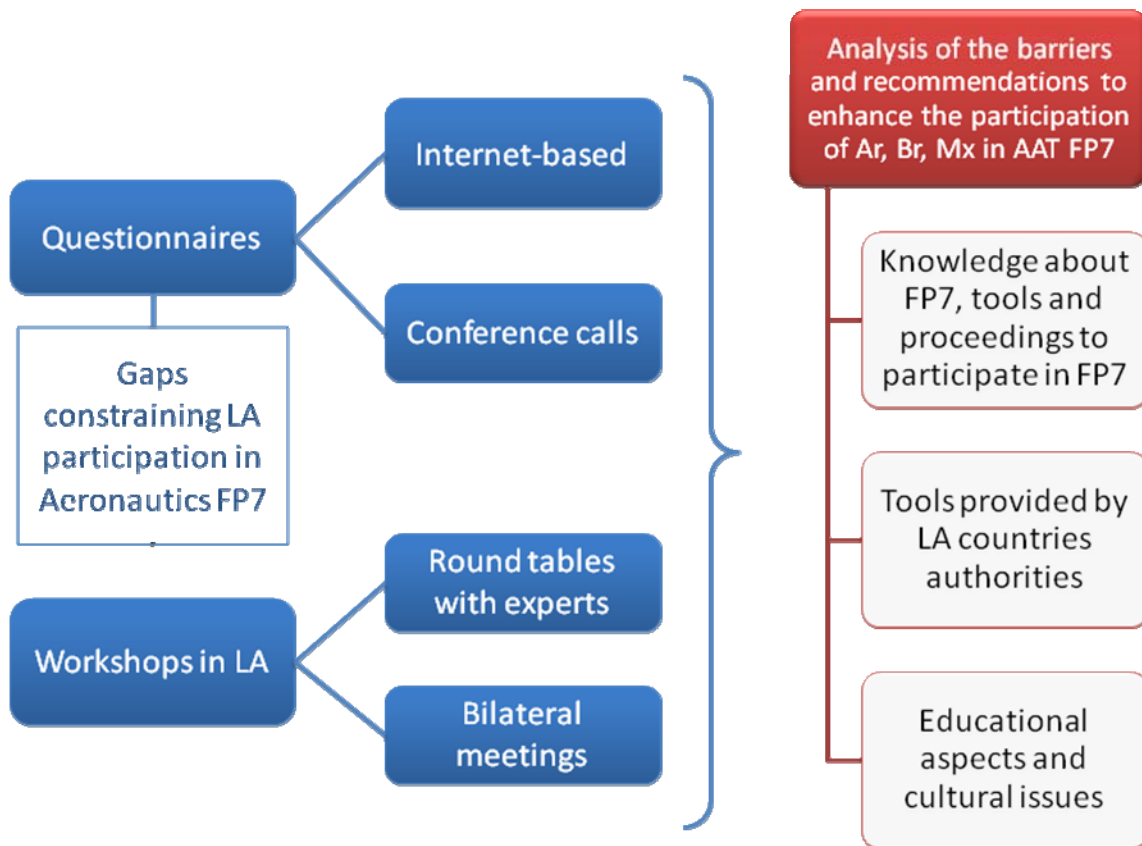 Questionnaires
Gaps
constraining LA
participation in
Aeronautics FP7
Workshops in LA
Internet-based
Conference calls
Round tables
with experts
Bilateral
meetings
Analysis of the barriers
and recommendations to
enhance the participation
of Ar, Br, Mx in AAT FP7
Knowledge about
FP7, tools and
proceedings to
participate in FP7
Tools provided by
LA countries
authorities
Educational
aspects and
cultural issues